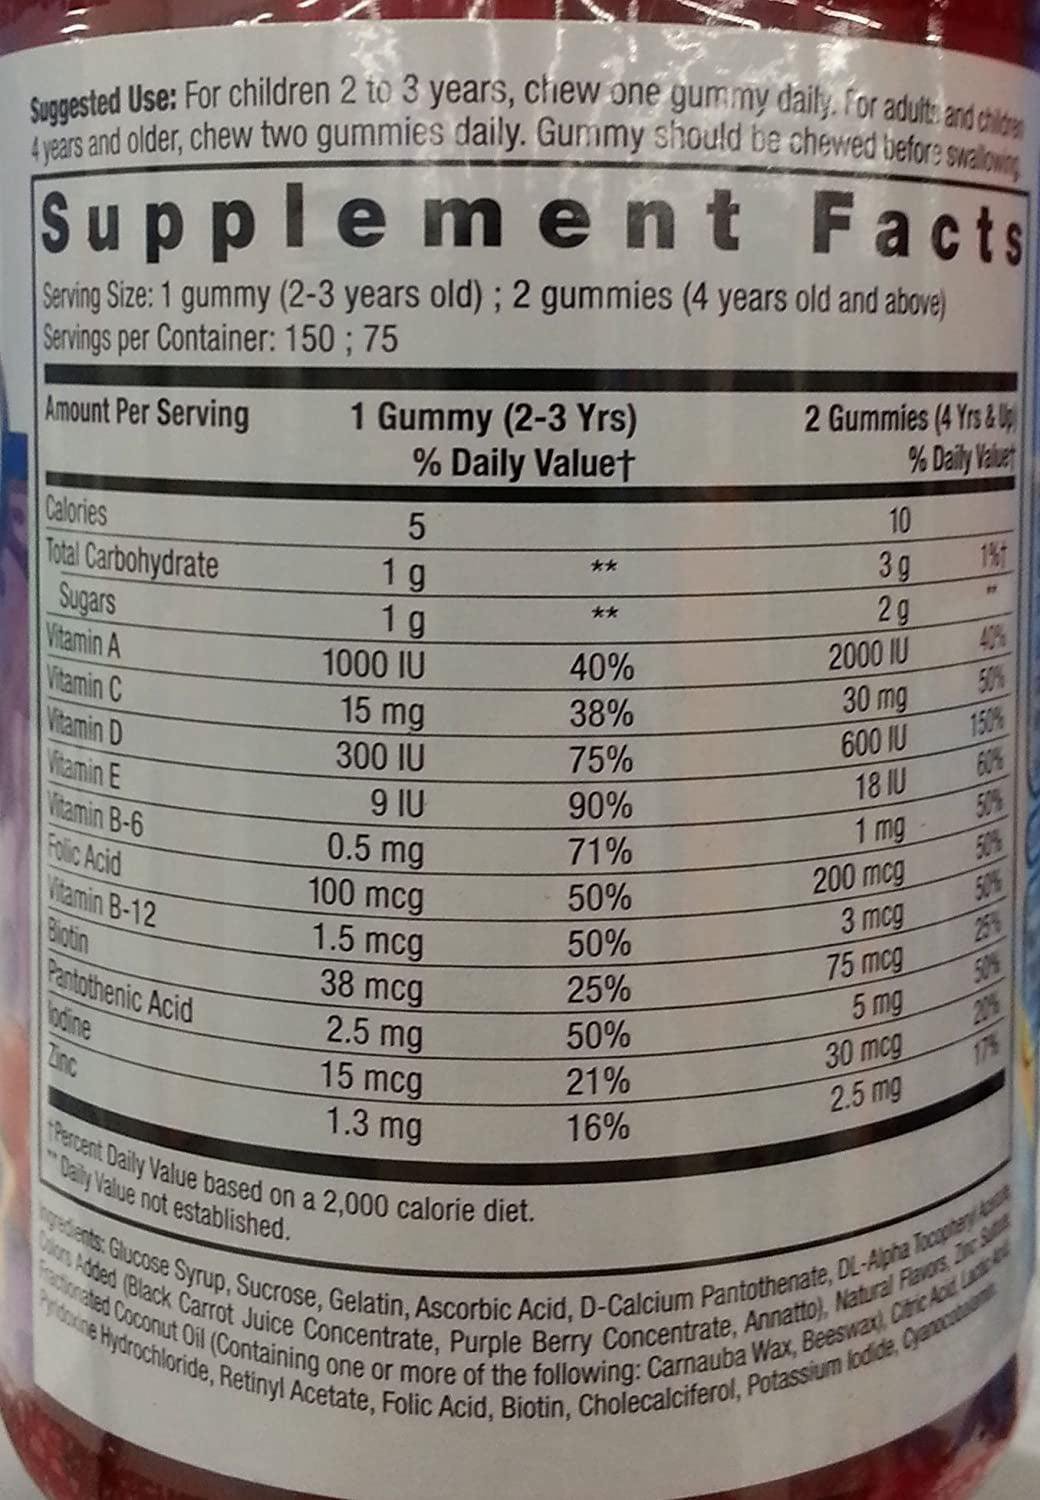 Suggested Use: For children 2 to 3 years, chew one gummy daily. For adults and children
4 years and older, chew two gummies daily. Gummy should be chewed before swallowing
Supplement Facts
Serving Size: 1 gummy (2-3 years old) ; 2 gummies (4 years old and above)
Servings per Container: 150 ; 75
Amount Per Serving 1 Gummy (2-3 Yrs) 2 Gummies (4 Yrs & Up)
% Daily Value† % Daily Value†
Calories 5 10
Total Carbohydrate 1 g ** 3 g 1%†
Sugars 1 g ** 2 g **
Vitamin A 1000 IU 40% 2000 IU 40%
Vitamin C 15 mg 38% 30 mg 50%
Vitamin D 300 IU 75% 600 IU 150%
Vitamin E 9 IU 90% 18 IU 60%
Vitamin B-6 0.5 mg 71% 1 mg 50%
Folic Acid 100 mcg 50% 200 mcg 50%
Vitamin B-12 1.5 mcg 50% 3 mcg 50%
Biotin 38 mcg 25% 75 mcg 25%
Pantothenic Acid 2.5 mg 50% 5 mg 50%
Iodine 15 mcg 21% 30 mcg 20%
Zinc 1.3 mg 16% 2.5 mg 17%
†Percent Daily Value based on a 2,000 calorie diet.
** Daily Value not established.
Ingredients: Glucose Syrup, Sucrose, Gelatin, Ascorbic Acid, D-Calcium Pantothenate, DL-Alpha Tocopheryl Acetate,
Colors Added (Black Carrot Juice Concentrate, Purple Berry Concentrate, Annatto), Natural Flavors, Zinc Sulfate,
Fractionated Coconut Oil (Containing one or more of the following: Carnauba Wax, Beeswax), Citric Acid, Lactic Acid,
Pyridoxine Hydrochloride, Retinyl Acetate, Folic Acid, Biotin, Cholecalciferol, Potassium Iodide, Cyanocobalamin.